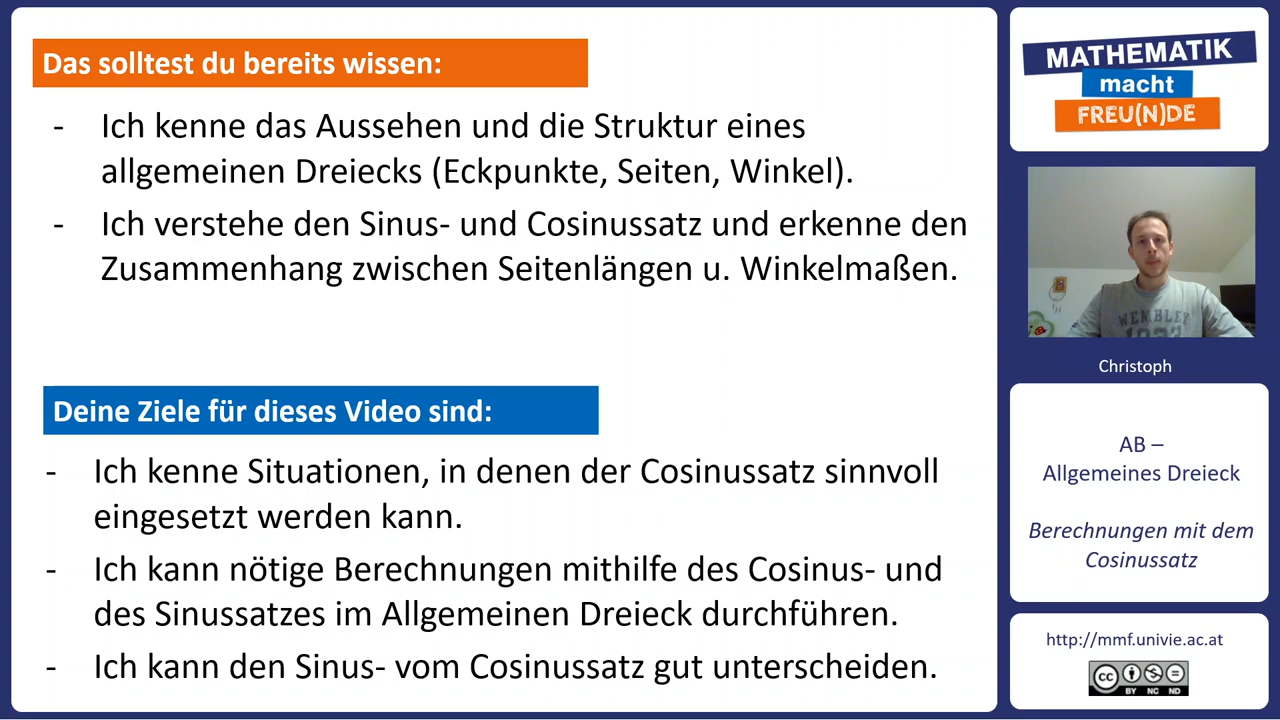 Das solltest du bereits wissen:
- Ich kenne das Aussehen und die Struktur eines
allgemeinen Dreiecks (Eckpunkte, Seiten, Winkel).
- Ich verstehe den Sinus- und Cosinussatz und erkenne den
Zusammenhang zwischen Seitenlängen u. Winkelmaßen.
Deine Ziele für dieses Video sind:
- Ich kenne Situationen, in denen der Cosinussatz sinnvoll
eingesetzt werden kann.
- Ich kann nötige Berechnungen mithilfe des Cosinus- und
des Sinussatzes im Allgemeinen Dreieck durchführen.
- Ich kann den Sinus- vom Cosinussatz gut unterscheiden.
MATHEMATIK
macht
FREU(N)DE
WEMBLEY
Christoph
AB –
Allgemeines Dreieck
Berechnungen mit dem
Cosinussatz
http://mmf.univie.ac.at
cc
BY NC ND